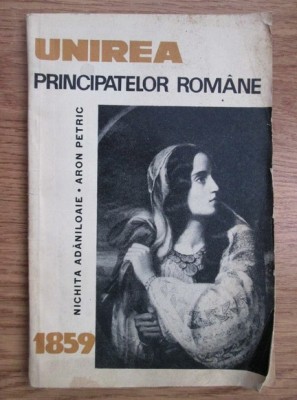 UNIREA
PRINCIPATELOR ROMÂNE
NICHITA ADĂNILOAIE • ARON PETRIC
1859